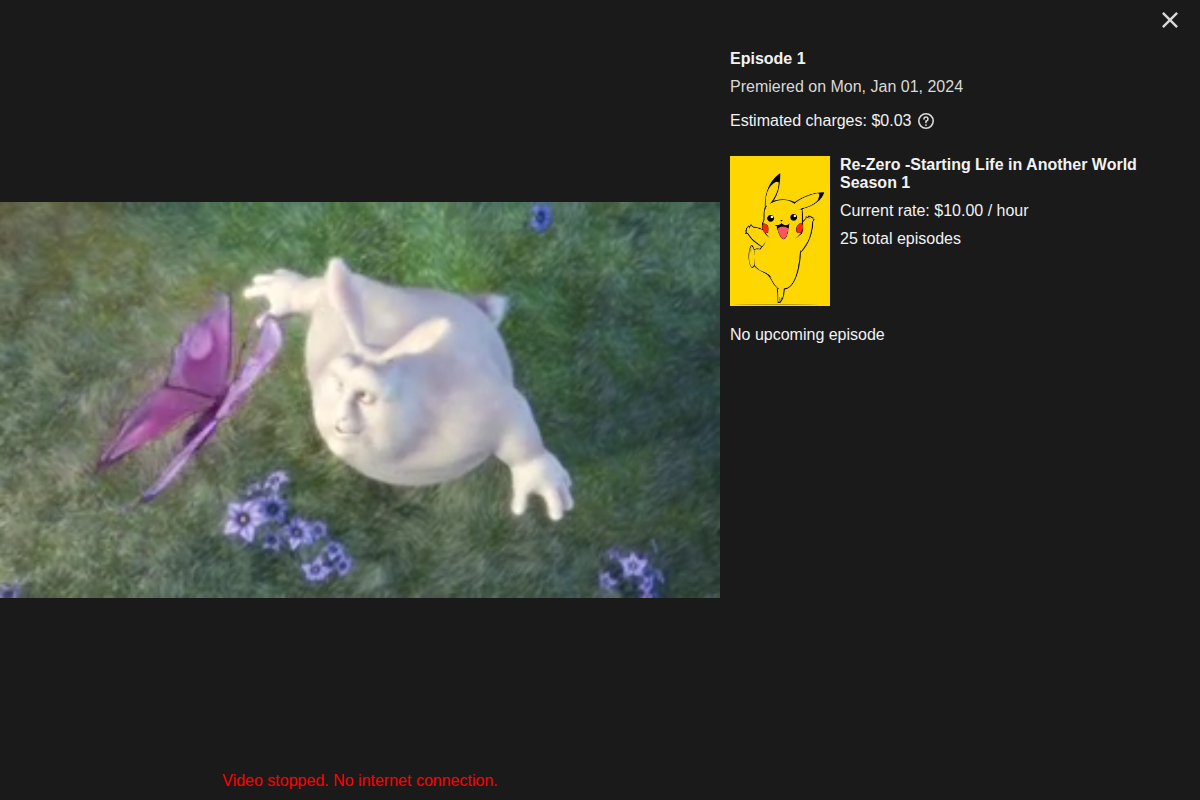 Episode 1
Premiered on Mon, Jan 01, 2024
Estimated charges: $0.03 ?
Re-Zero -Starting Life in Another World
Season 1
Current rate: $10.00 / hour
25 total episodes
No upcoming episode
Video stopped. No internet connection.